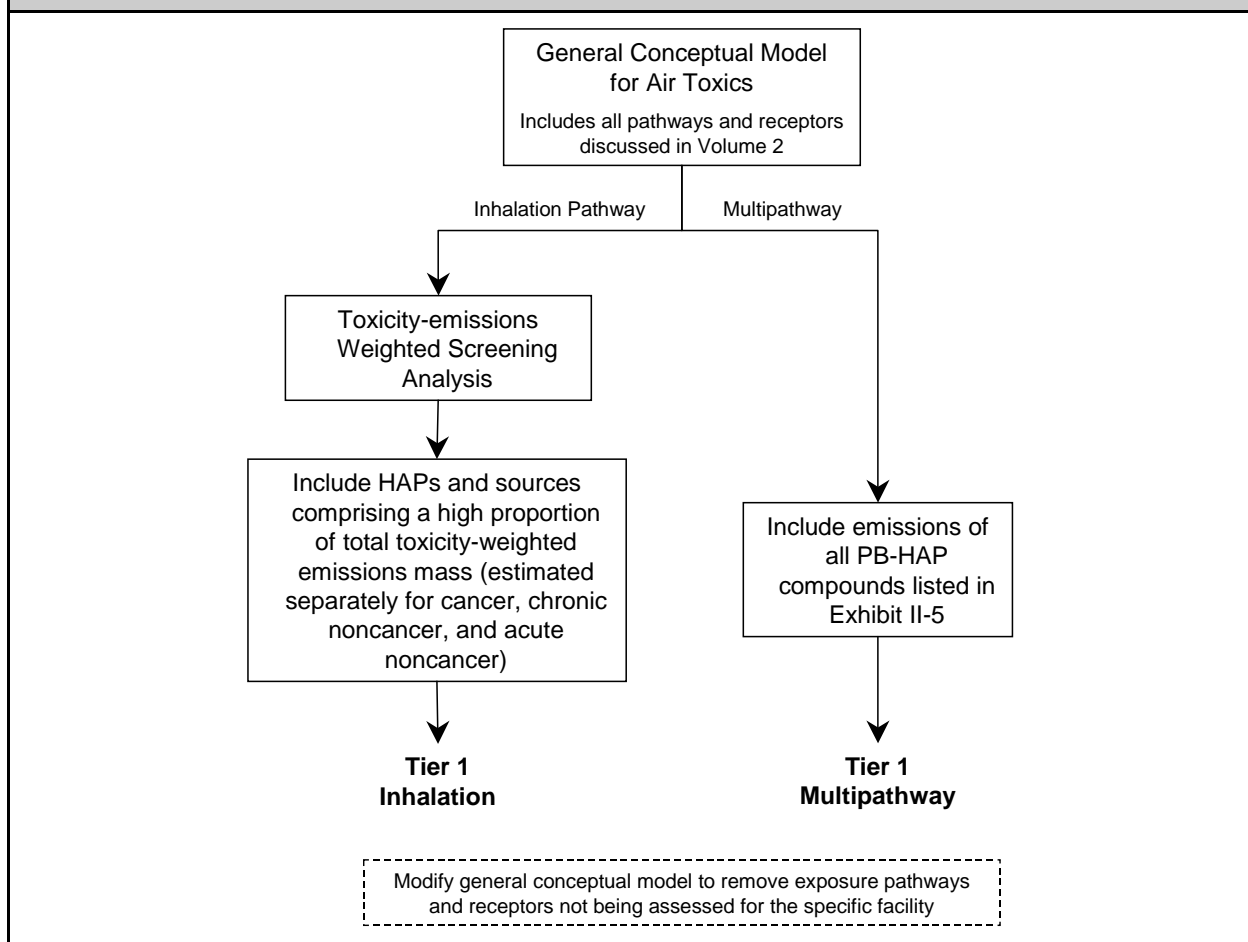 General Conceptual Model
for Air Toxics
Includes all pathways and receptors
discussed in Volume 2
Inhalation Pathway
Multipathway
Toxicity-emissions
Weighted Screening
Analysis
Include HAPs and sources
comprising a high proportion
of total toxicity-weighted
emissions mass (estimated
separately for cancer, chronic
noncancer, and acute
noncancer)
Include emissions of
all PB-HAP
compounds listed in
Exhibit II-5
Tier 1
Inhalation
Tier 1
Multipathway
Modify general conceptual model to remove exposure pathways
and receptors not being assessed for the specific facility